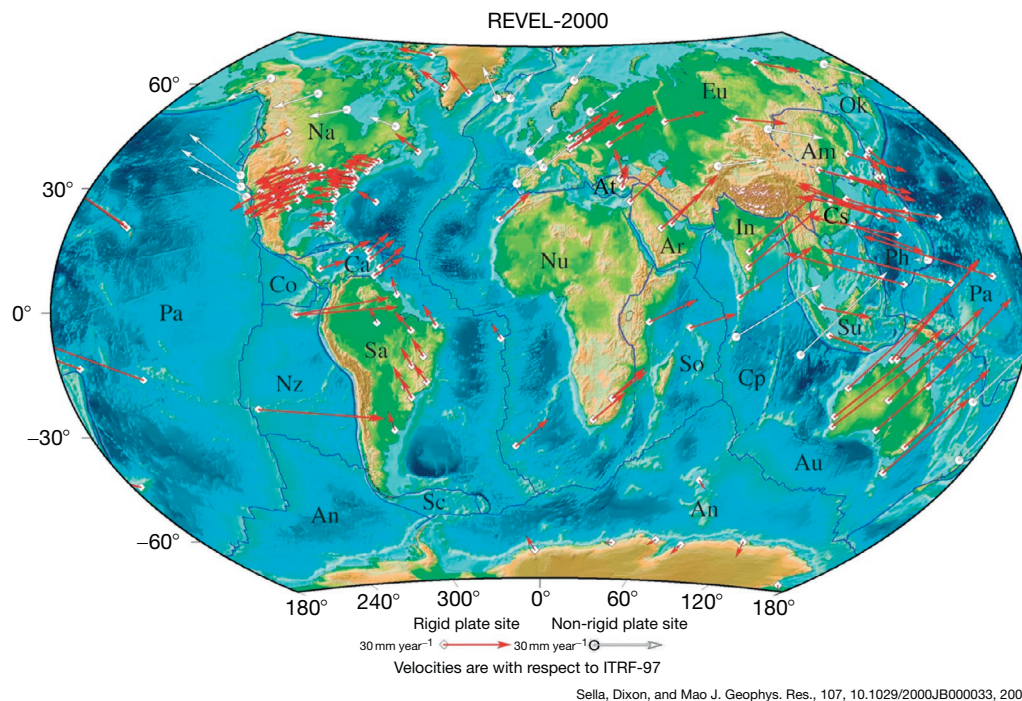 REVEL-2000
60°
30°
0°
−30°
−60°
Na
Eu
Ok
Am
At
Cs
In
Ar
Ca
Nu
Ph
Co
Pa
Pa
Su
Sa
So
Nz
Cp
Au
Sc
An
An
180°
240°
300°
0°
60°
120°
180°
Rigid plate site
Non-rigid plate site
30 mm year−1
30 mm year−1
Velocities are with respect to ITRF-97
Sella, Dixon, and Mao J. Geophys. Res., 107, 10.1029/2000JB000033, 200